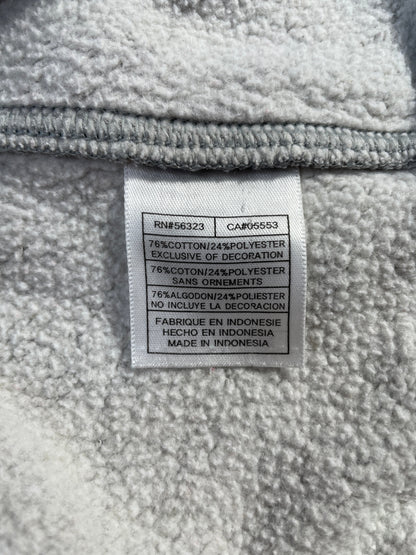 RN#56323 CA#05553
76%COTTON/24%POLYESTER
EXCLUSIVE OF DECORATION
76%COTON/24%POLYESTER
SANS ORNEMENTS
76%ALGODON/24%POLIESTER
NO INCLUYE LA DECORACION
FABRIQUE EN INDONESIE
HECHO EN INDONESIA
MADE IN INDONESIA